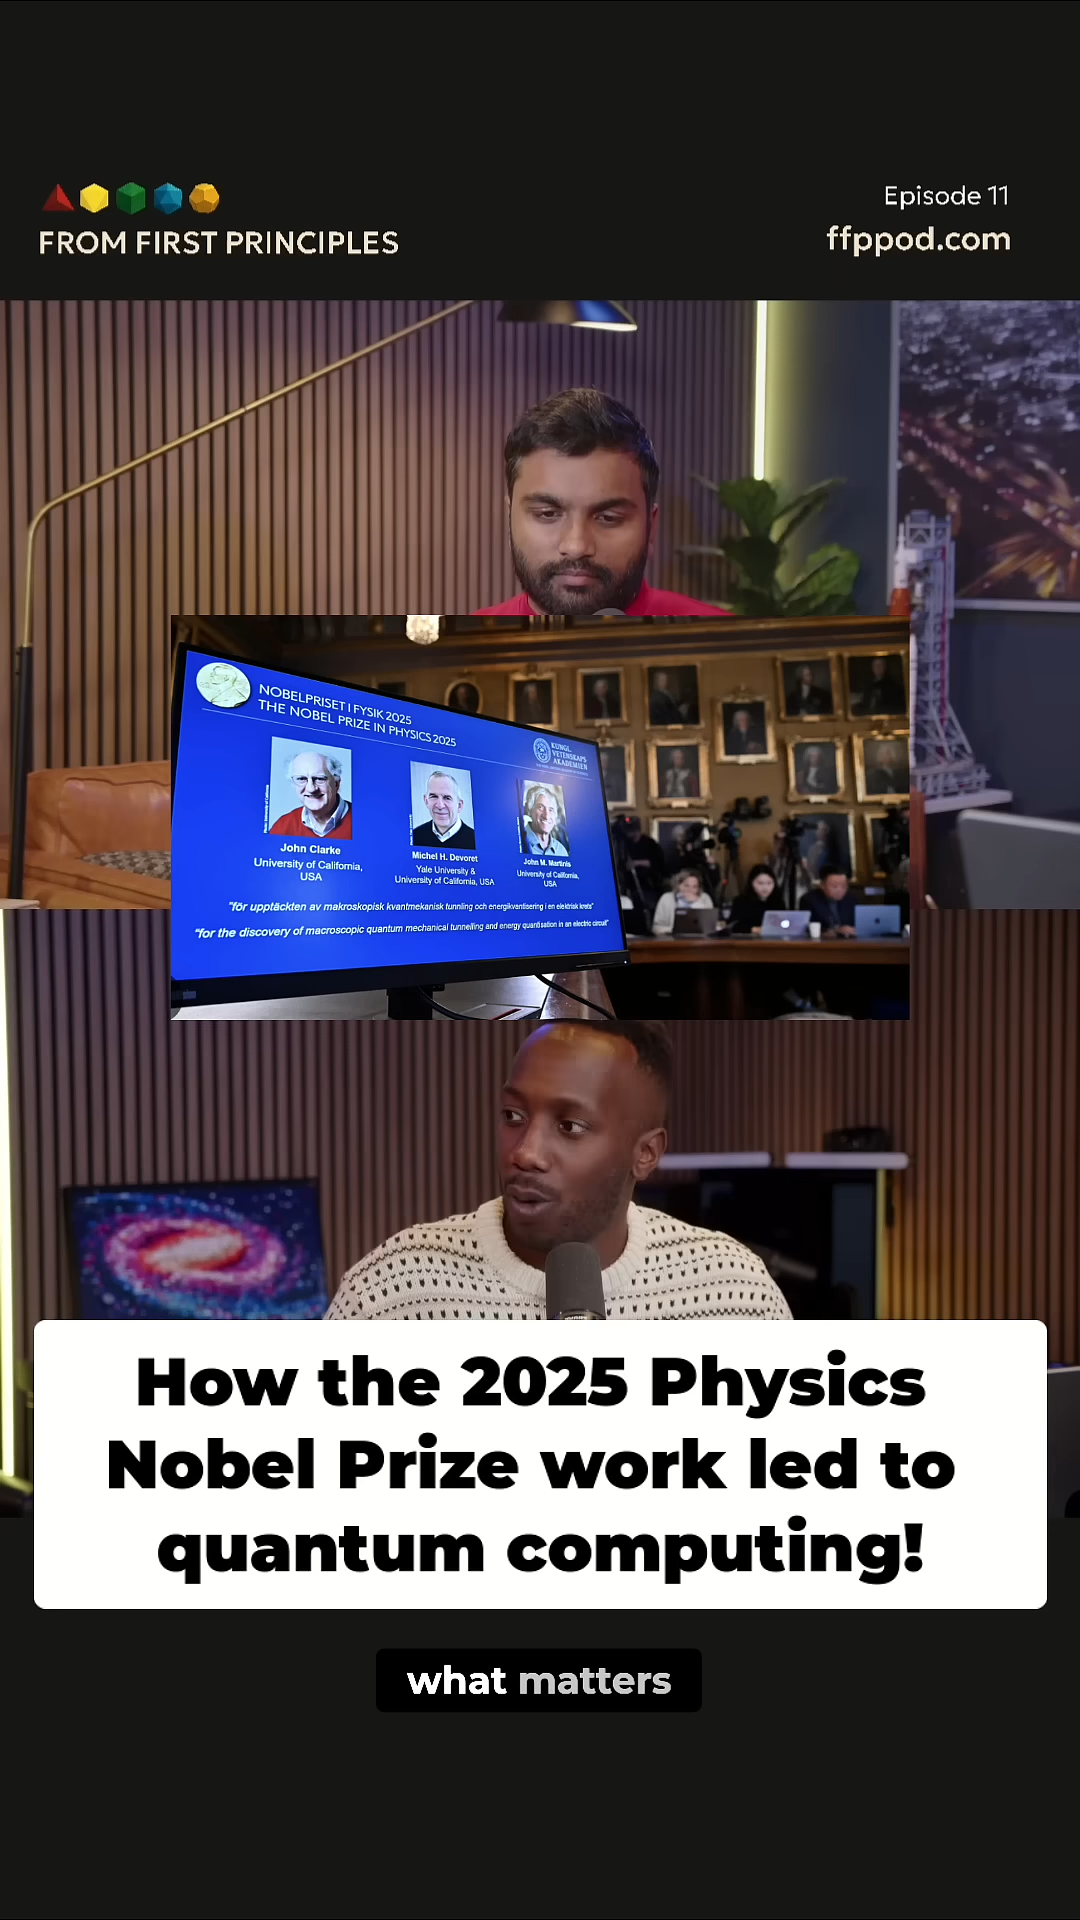 FROM FIRST PRINCIPLES
Episode 11
ffppod.com
NOBELPRISET I FYSIK 2025
THE NOBEL PRIZE IN PHYSICS 2025
KUNGL.
VETENSKAPS
AKADEMIEN
John Clarke
University of California,
USA
Michel H. Devoret
Yale University &
University of California, USA
John M. Martinis
University of California,
USA
"för upptäckten av makroskopisk kvantmekanisk tunnling och energikvantisering i en elektrisk krets"
"for the discovery of macroscopic quantum mechanical tunnelling and energy quantisation in an electric circuit"
How the 2025 Physics
Nobel Prize work led to
quantum computing!
what matters